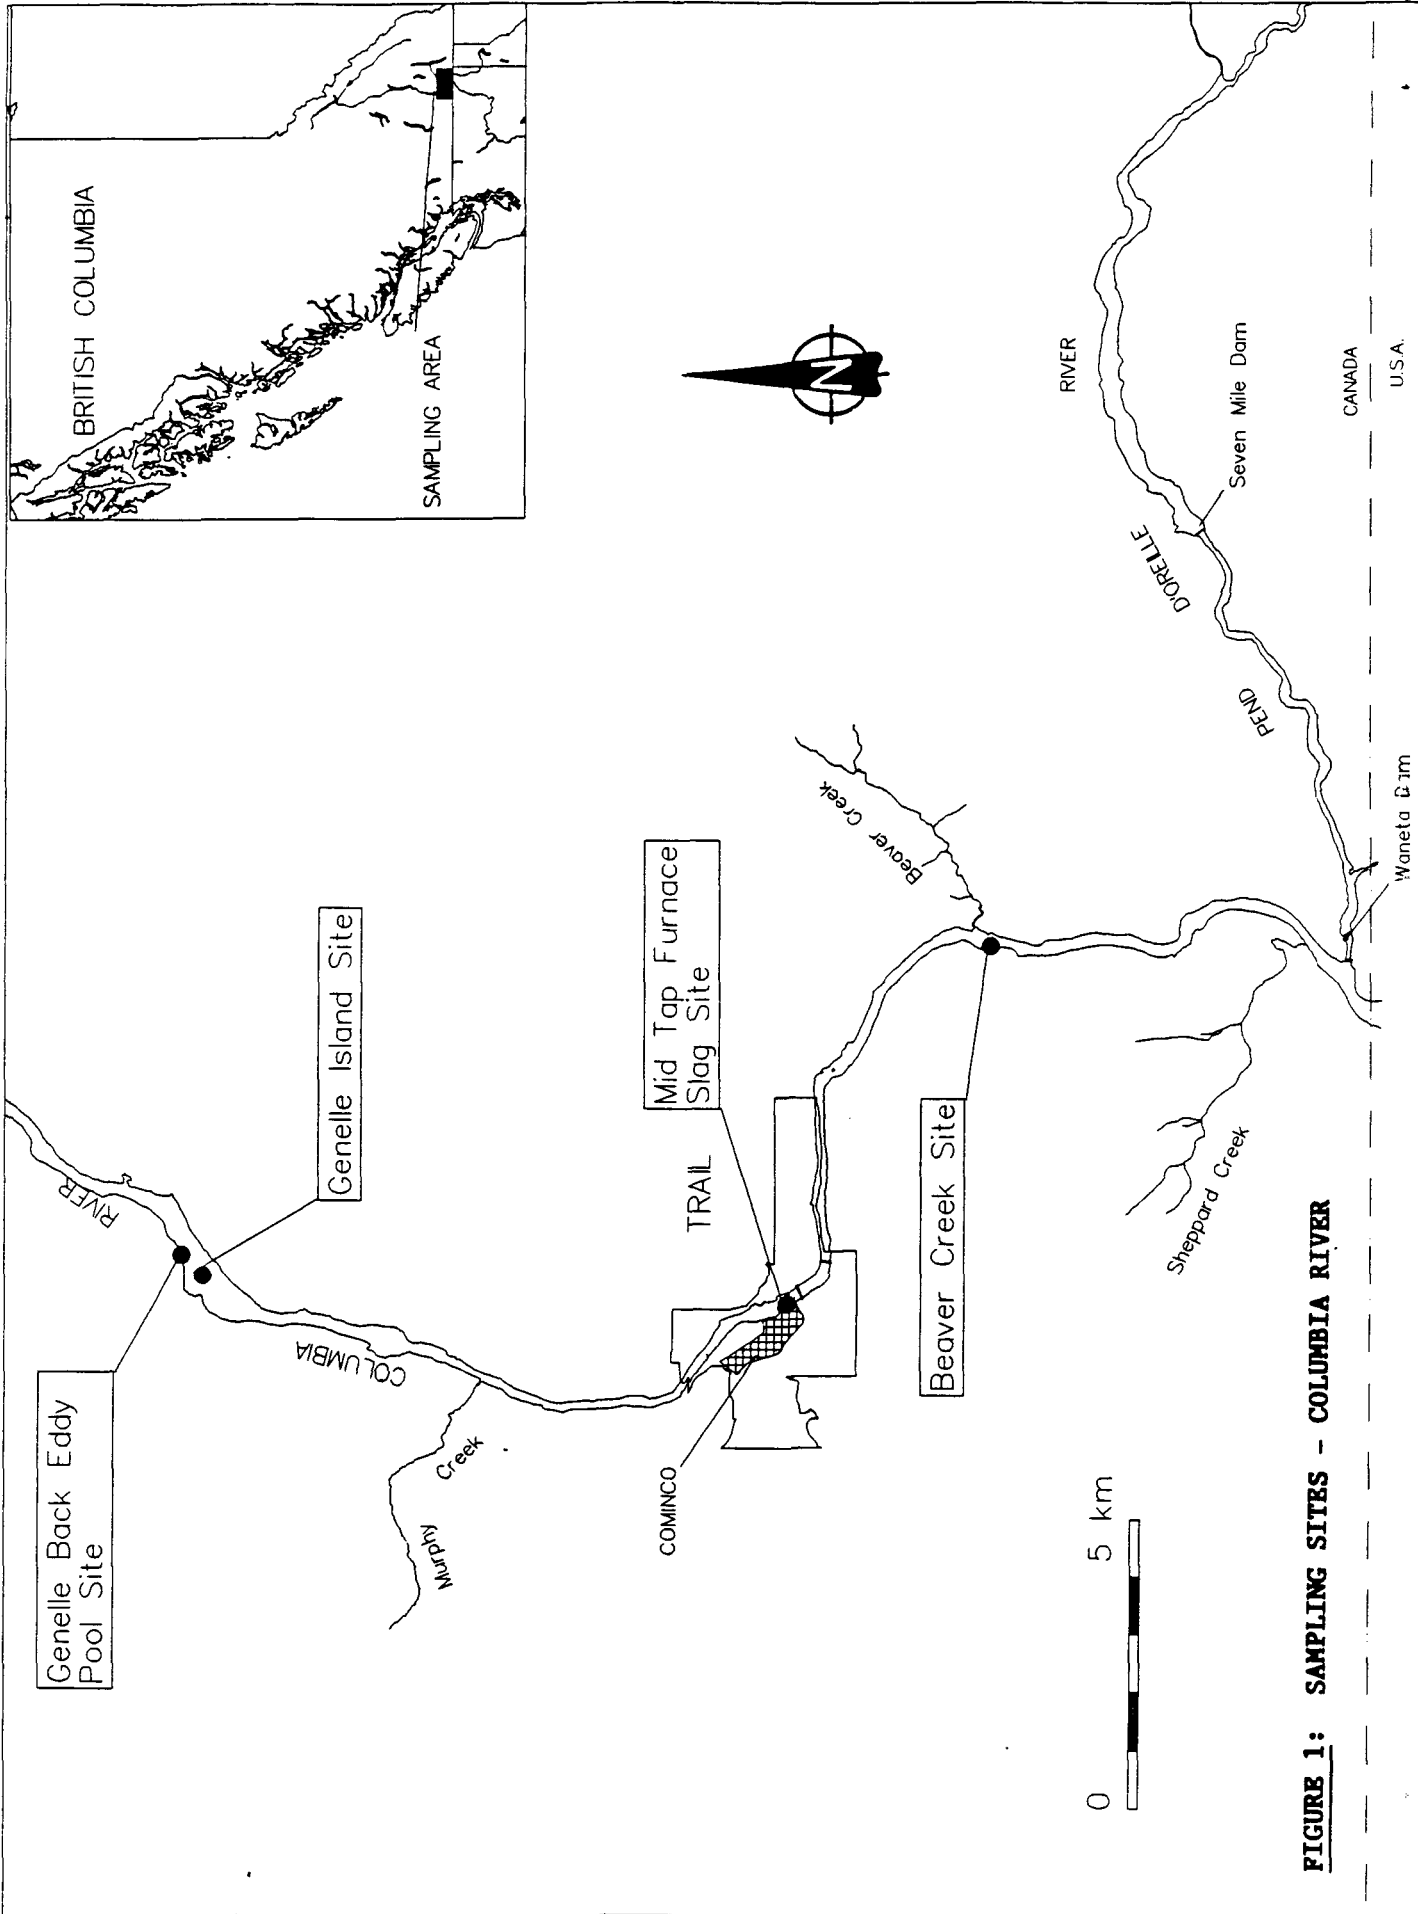 BRITISH COLUMBIA
SAMPLING AREA
Genelle Back Eddy
Pool Site
RIVER
Genelle Island Site
COLUMBIA
Murphy
Creek
Mid Tap Furnace
Slag Site
TRAIL
COMINCO
N
Beaver Creek
Beaver Creek Site
Sheppard Creek
RIVER
D'ORELLE
PEND
Seven Mile Dam
CANADA
U.S.A.
Waneta Dam
0 5 km
FIGURE 1: SAMPLING SITES - COLUMBIA RIVER